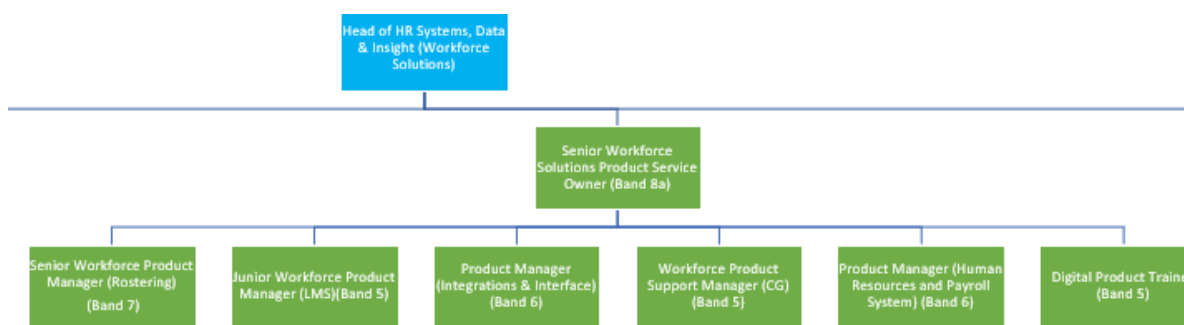 Head of HR Systems, Data
& Insight (Workforce
Solutions)
Senior Workforce
Solutions Product Service
Owner (Band 8a)
Senior Workforce Product
Manager (Rostering)
(Band 7)
Junior Workforce Product
Manager (LMS)(Band 5)
Product Manager
(Integrations & Interface)
(Band 6)
Workforce Product
Support Manager (CG)
(Band 5)
Product Manager (Human
Resources and Payroll
System) (Band 6)
Digital Product Traine
(Band 5)